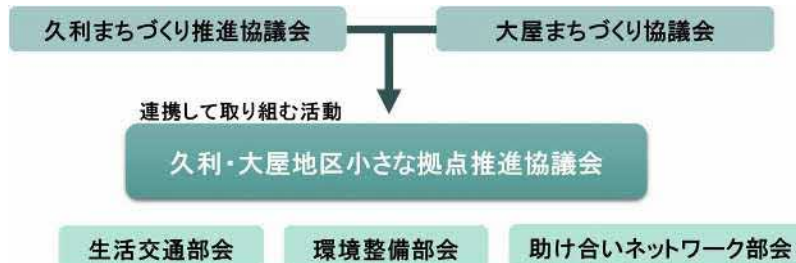 久利まちづくり推進協議会
大屋まちづくり協議会
連携して取り組む活動
久利・大屋地区小さな拠点推進協議会
生活交通部会
環境整備部会
助け合いネットワーク部会